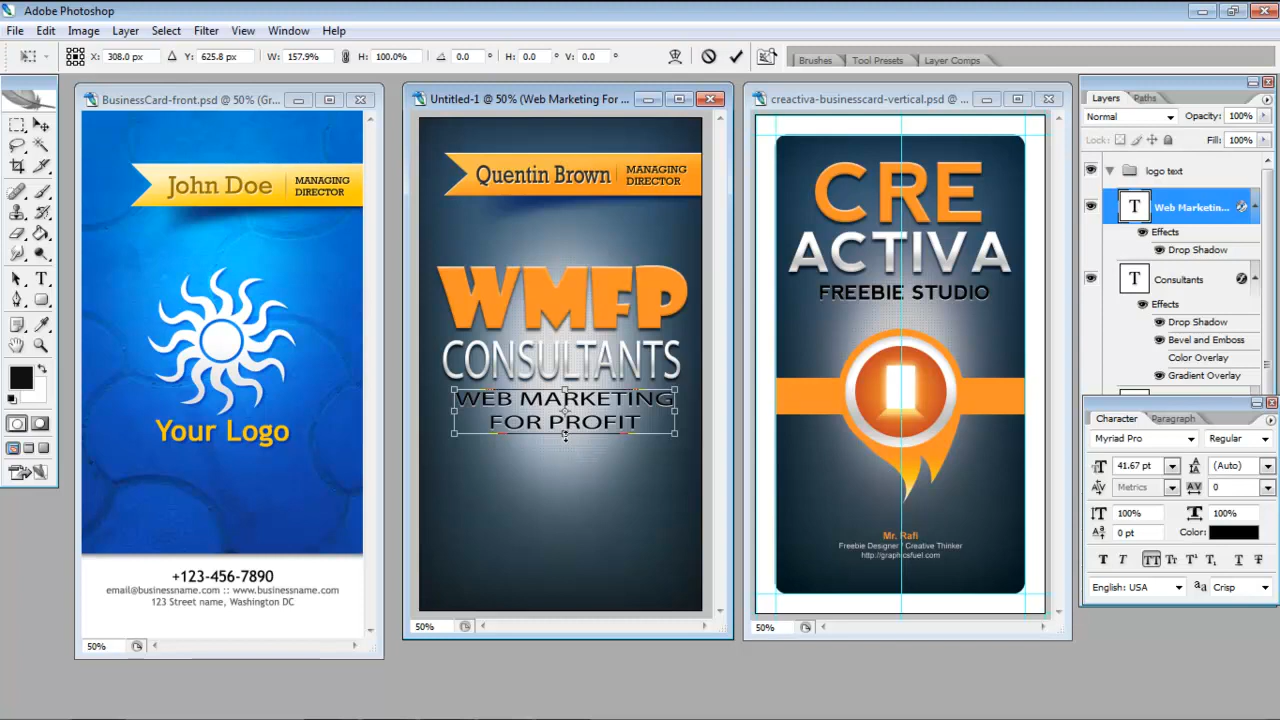 Adobe Photoshop
File Edit Image Layer Select Filter View Window Help
X: 308.0 px Y: 625.8 px W: 157.9% H: 100.0% 0.0 ° H: 0.0 ° V: 0.0 °
Brushes Tool Presets Layer Comps
BusinessCard-front.psd @ 50% (Gr...
John Doe
MANAGING
DIRECTOR
Your Logo
+123-456-7890
email@businessname.com :: www.businessname.com
123 Street name, Washington DC
50%
Untitled-1 @ 50% (Web Marketing For ...
Quentin Brown
MANAGING
DIRECTOR
WMFP
CONSULTANTS
WEB MARKETING
FOR PROFIT
50%
creactiva-businesscard-vertical.psd @ ...
CRE
ACTIVA
FREEBIE STUDIO
Mr. Rafi
Freebie Designer
Creative Thinker
http://graphicsfuel.com
50%
Layers Paths
Normal Opacity: 100%
Lock: Fill: 100%
logo text
T Web Marketin...
Effects
Drop Shadow
T Consultants
Effects
Drop Shadow
Bevel and Emboss
Color Overlay
Gradient Overlay
Character Paragraph
Myriad Pro Regular
41.67 pt (Auto)
Metrics 0
100% 100%
0 pt Color:
T T TT Tr T¹ T₁ T T
English: USA aa Crisp